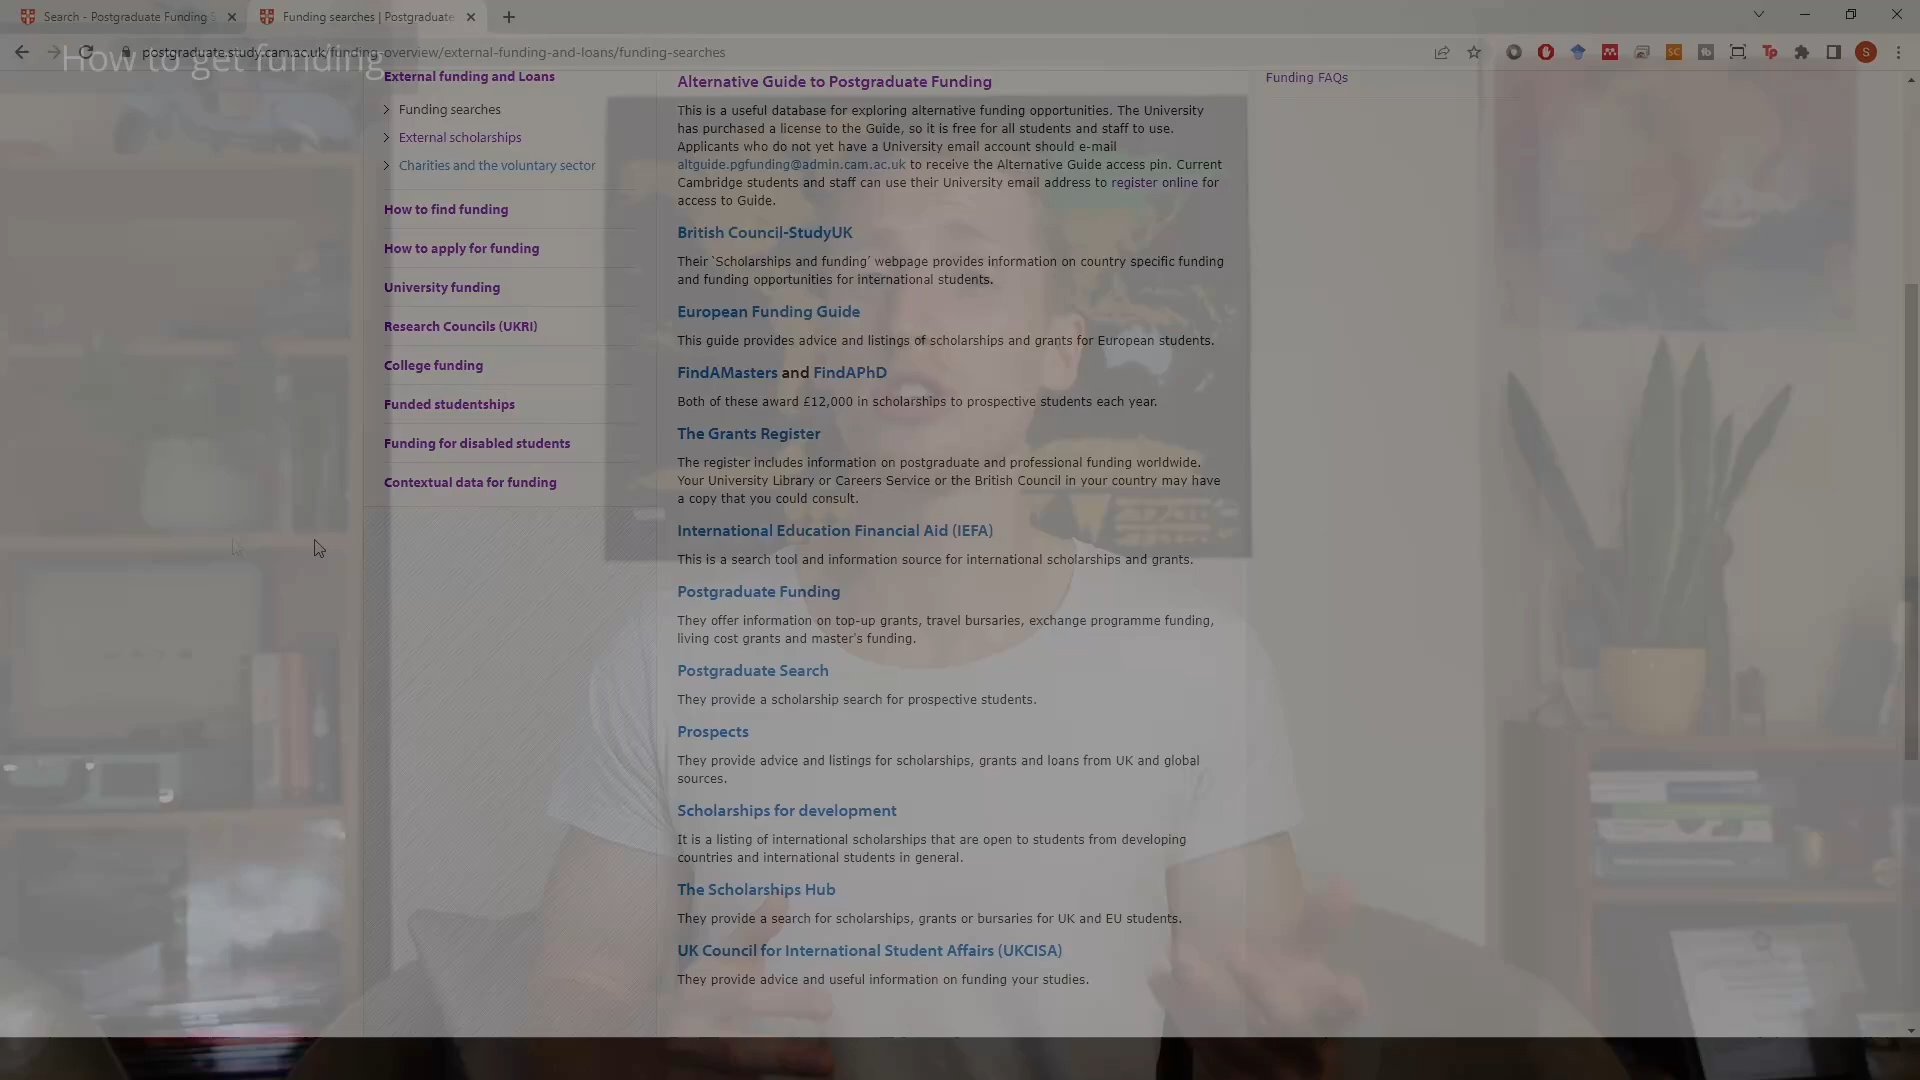 Search - Postgraduate Funding S
Funding searches | Postgraduate
postgraduate.study.cam.ac.uk/funding-overview/external-funding-and-loans/funding-searches
How to get funding
External funding and Loans
Funding searches
External scholarships
Charities and the voluntary sector
How to find funding
How to apply for funding
University funding
Research Councils (UKRI)
College funding
Funded studentships
Funding for disabled students
Contextual data for funding
Alternative Guide to Postgraduate Funding
This is a useful database for exploring alternative funding opportunities. The University
has purchased a license to the Guide, so it is free for all students and staff to use.
Applicants who do not yet have a University email account should e-mail
altguide.pgfunding@admin.cam.ac.uk to receive the Alternative Guide access pin. Current
Cambridge students and staff can use their University email address to register online for
access to Guide.
British Council-StudyUK
Their `Scholarships and funding’ webpage provides information on country specific funding
and funding opportunities for international students.
European Funding Guide
This guide provides advice and listings of scholarships and grants for European students.
FindAMasters and FindAPhD
Both of these award £12,000 in scholarships to prospective students each year.
The Grants Register
The register includes information on postgraduate and professional funding worldwide.
Your University Library or Careers Service or the British Council in your country may have
a copy that you could consult.
International Education Financial Aid (IEFA)
This is a search tool and information source for international scholarships and grants.
Postgraduate Funding
They offer information on top-up grants, travel bursaries, exchange programme funding,
living cost grants and master's funding.
Postgraduate Search
They provide a scholarship search for prospective students.
Prospects
They provide advice and listings for scholarships, grants and loans from UK and global
sources.
Scholarships for development
It is a listing of international scholarships that are open to students from developing
countries and international students in general.
The Scholarships Hub
They provide a search for scholarships, grants or bursaries for UK and EU students.
UK Council for International Student Affairs (UKCISA)
They provide advice and useful information on funding your studies.
Funding FAQs
SC
Tp
S